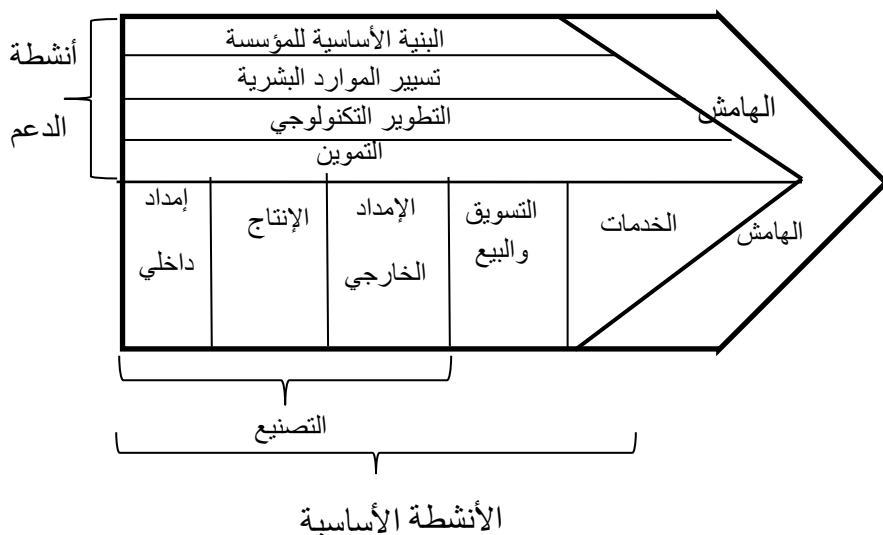 البنية الأساسية للمؤسسة
تسيير الموارد البشرية
التطوير التكنولوجي
التموين
أنشطة
الدعم
الهامش
إمداد
داخلي
الإنتاج
الإمداد
الخارجي
التسويق
والبيع
الخدمات
الهامش
التصنيع
الأنشطة الأساسية